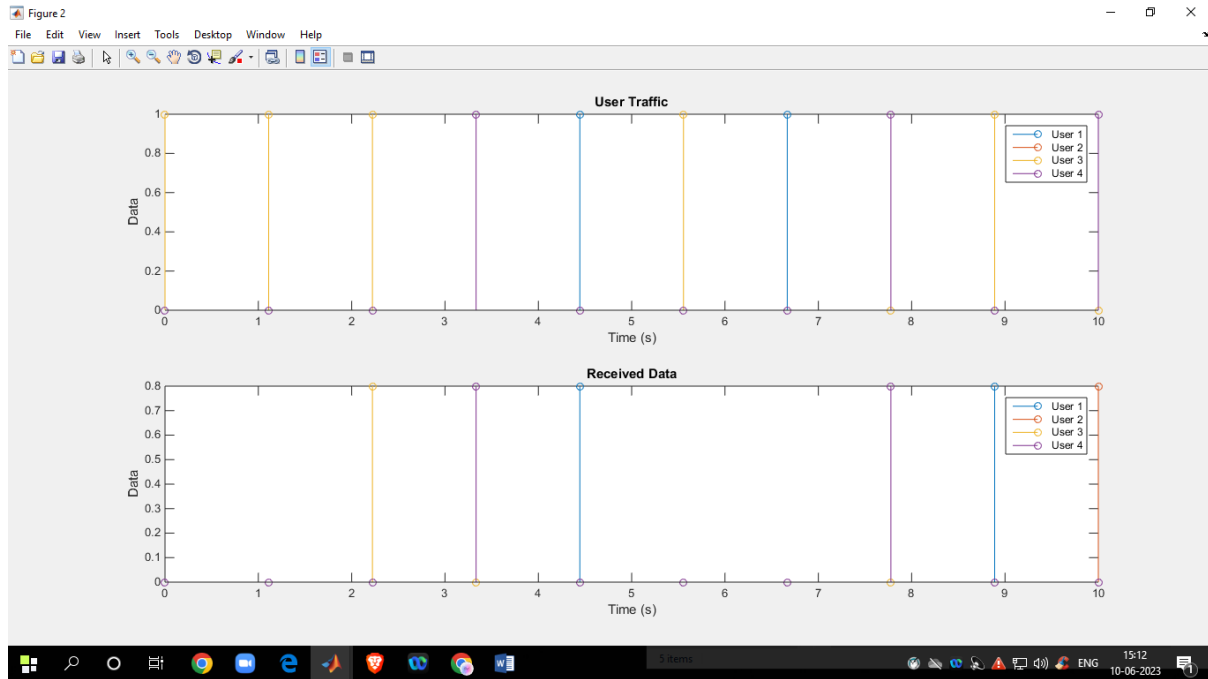 Figure 2
File Edit View Insert Tools Desktop Window Help
User Traffic
1
0.8
0.6
0.4
0.2
0
Data
0 1 2 3 4 5 6 7 8 9 10
Time (s)
User 1
User 2
User 3
User 4
Received Data
0.8
0.7
0.6
0.5
0.4
0.3
0.2
0.1
0
Data
0 1 2 3 4 5 6 7 8 9 10
Time (s)
User 1
User 2
User 3
User 4
5 items
ENG
15:12
10-06-2023
1